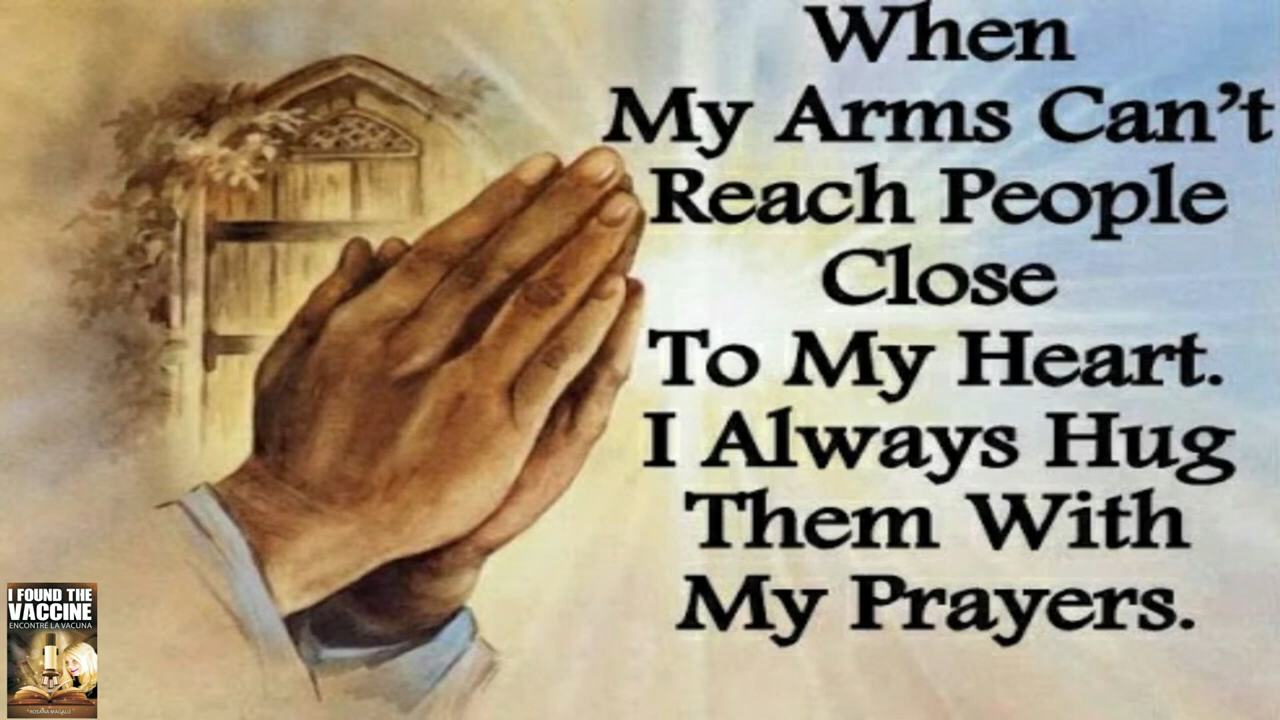 When
My Arms Can't
Reach People
Close
To My Heart.
I Always Hug
Them With
My Prayers.
I FOUND THE
VACCINE
ENCONTRÉ LA VACUNA